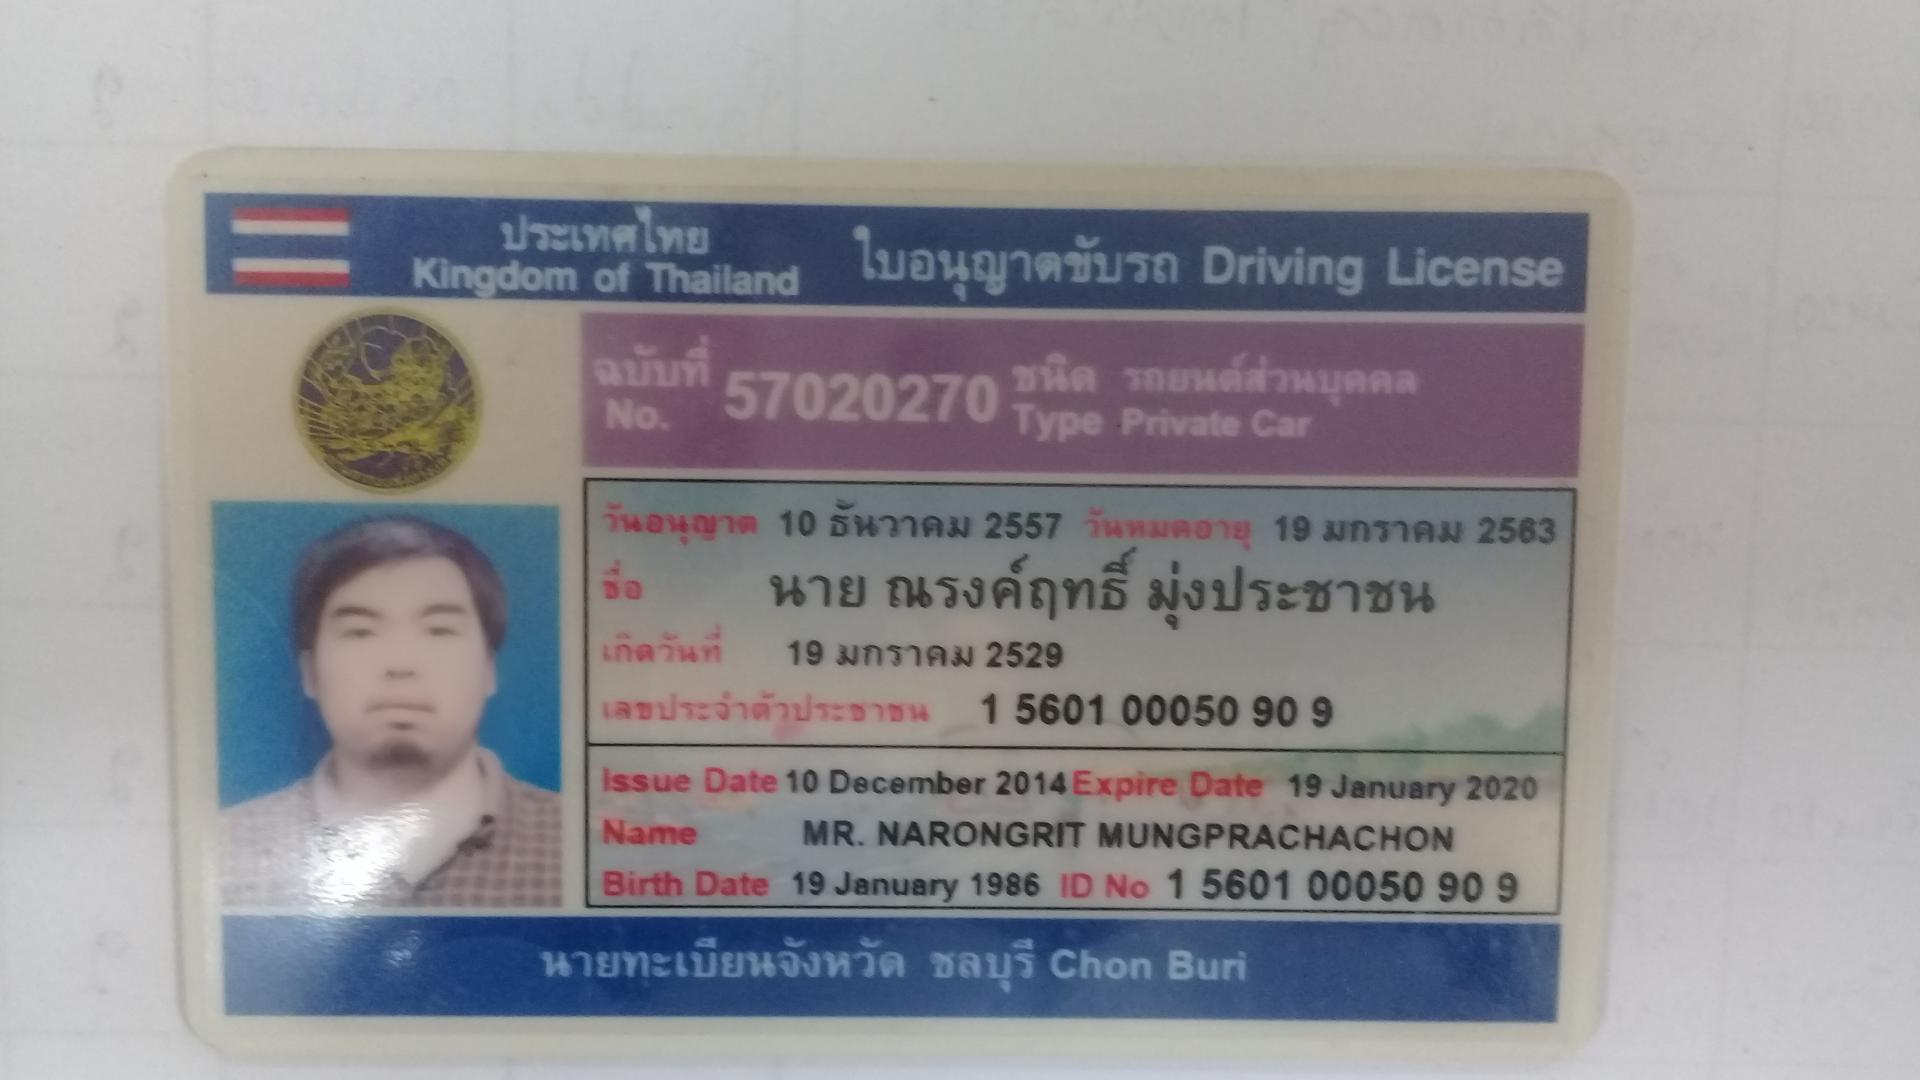 ประเทศไทย
Kingdom of Thailand
ใบอนุญาตขับรถ Driving License
ฉบับที่
No.
57020270
ชนิด รถยนต์ส่วนบุคคล
Type Private Car
วันอนุญาต 10 ธันวาคม 2557 วันหมดอายุ 19 มกราคม 2563
ชื่อ นาย ณรงค์ฤทธิ์ มุ่งประชาชน
เกิดวันที่ 19 มกราคม 2529
เลขประจำตัวประชาชน 1 5601 00050 90 9
Issue Date 10 December 2014 Expire Date 19 January 2020
Name MR. NARONGRIT MUNGPRACHACHON
Birth Date 19 January 1986 ID No 1 5601 00050 90 9
นายทะเบียนจังหวัด ชลบุรี Chon Buri